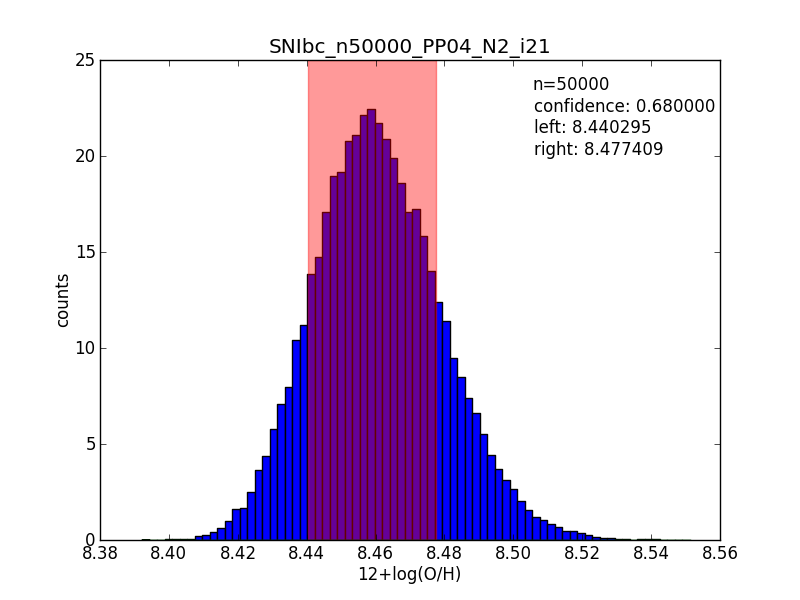 SNIbc_n50000_PP04_N2_i21
25
20
15
10
5
0
counts
n=50000
confidence: 0.680000
left: 8.440295
right: 8.477409
8.38 8.40 8.42 8.44 8.46 8.48 8.50 8.52 8.54 8.56
12+log(O/H)